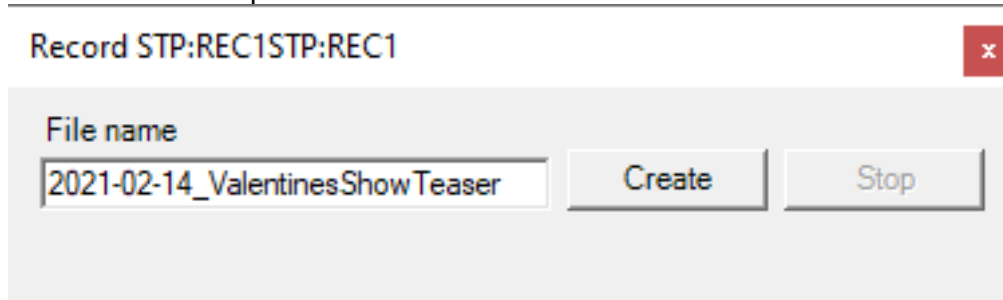 Record STP:REC1STP:REC1
x
File name
2021-02-14_ValentinesShowTeaser
Create
Stop